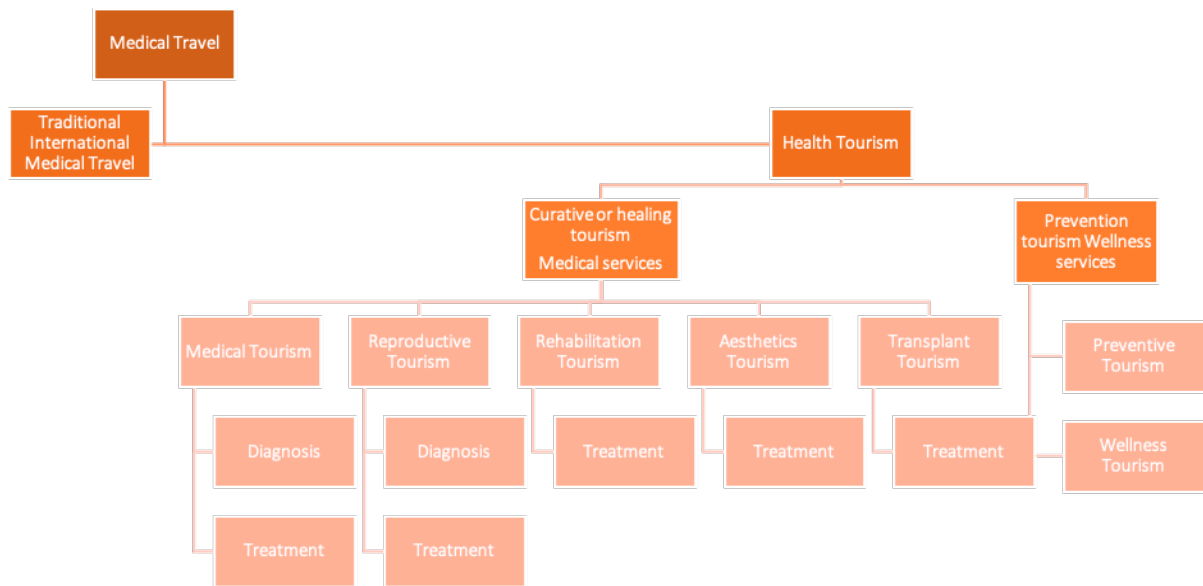 Medical Travel
Traditional
International
Medical Travel
Health Tourism
Curative or healing
tourism
Medical services
Prevention
tourism Wellness
services
Medical Tourism
Reproductive
Tourism
Rehabilitation
Tourism
Aesthetics
Tourism
Transplant
Tourism
Preventive
Tourism
Diagnosis
Diagnosis
Treatment
Treatment
Treatment
Wellness
Tourism
Treatment
Treatment